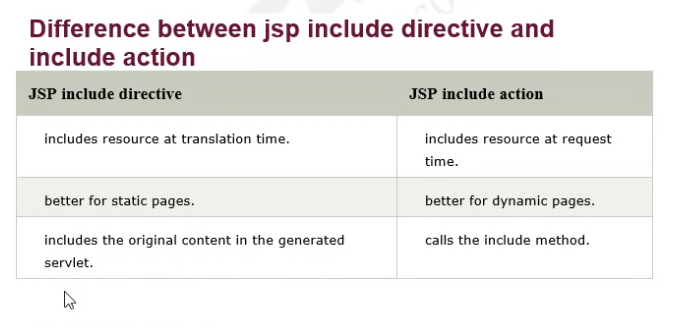 Difference between jsp include directive and
include action
JSP include directive
JSP include action
includes resource at translation time.
includes resource at request
time.
better for static pages.
better for dynamic pages.
includes the original content in the generated
servlet.
calls the include method.